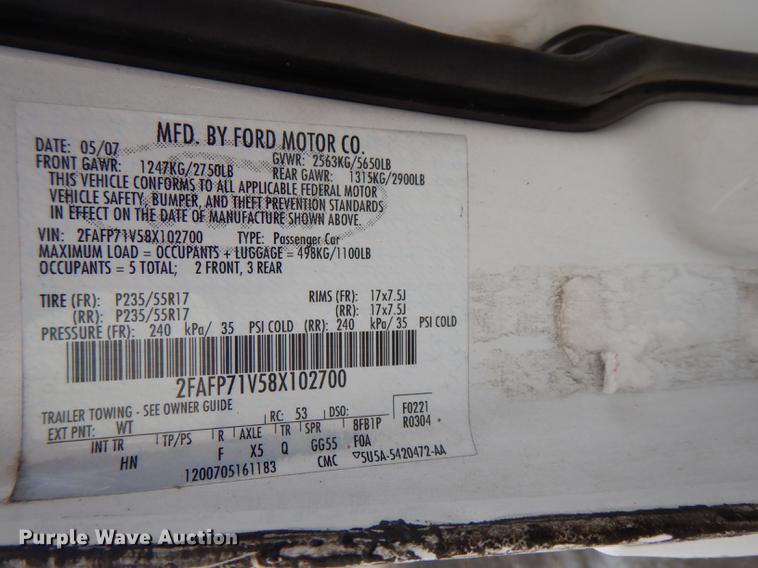 MFD. BY FORD MOTOR CO.
DATE: 05/07 GVWR: 2563KG/5650LB
FRONT GAWR: 1247KG/2750LB REAR GAWR: 1315KG/2900LB
THIS VEHICLE CONFORMS TO ALL APPLICABLE FEDERAL MOTOR
VEHICLE SAFETY, BUMPER, AND THEFT PREVENTION STANDARDS
IN EFFECT ON THE DATE OF MANUFACTURE SHOWN ABOVE.
VIN: 2FAFP71V58X102700 TYPE: Passenger Car
MAXIMUM LOAD = OCCUPANTS + LUGGAGE = 498KG/1100LB
OCCUPANTS = 5 TOTAL; 2 FRONT, 3 REAR
TIRE (FR): P235/55R17 RIMS (FR): 17x7.5J
(RR): P235/55R17 (RR): 17x7.5J
PRESSURE (FR): 240 kPa/ 35 PSI COLD (RR): 240 kPa/ 35 PSI COLD
2FAFP71V58X102700
TRAILER TOWING - SEE OWNER GUIDE
EXT PNT: WT RC: 53 DSO: 8FB1P F0221
R0304
INT TR TP/PS R AXLE TR SPR
HN F X5 Q GG55 FOA
1200705161183 CMC 5U5A-5420472-AA
Purple Wave Auction